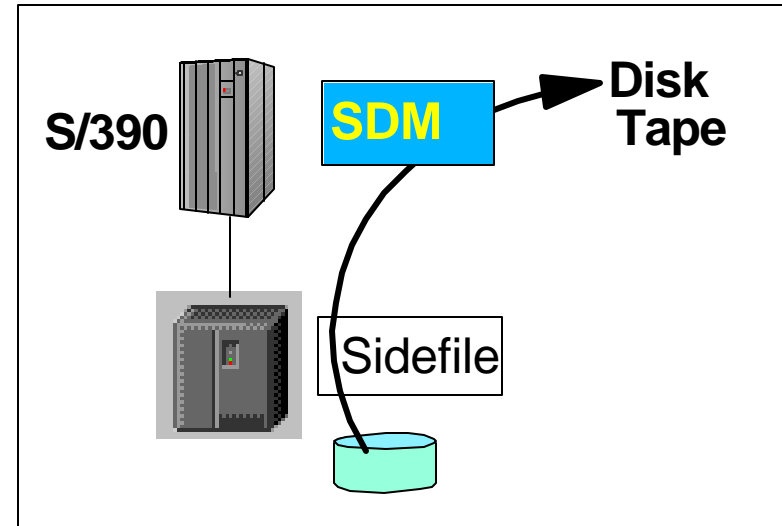 S/390
SDM
Disk
Tape
Sidefile